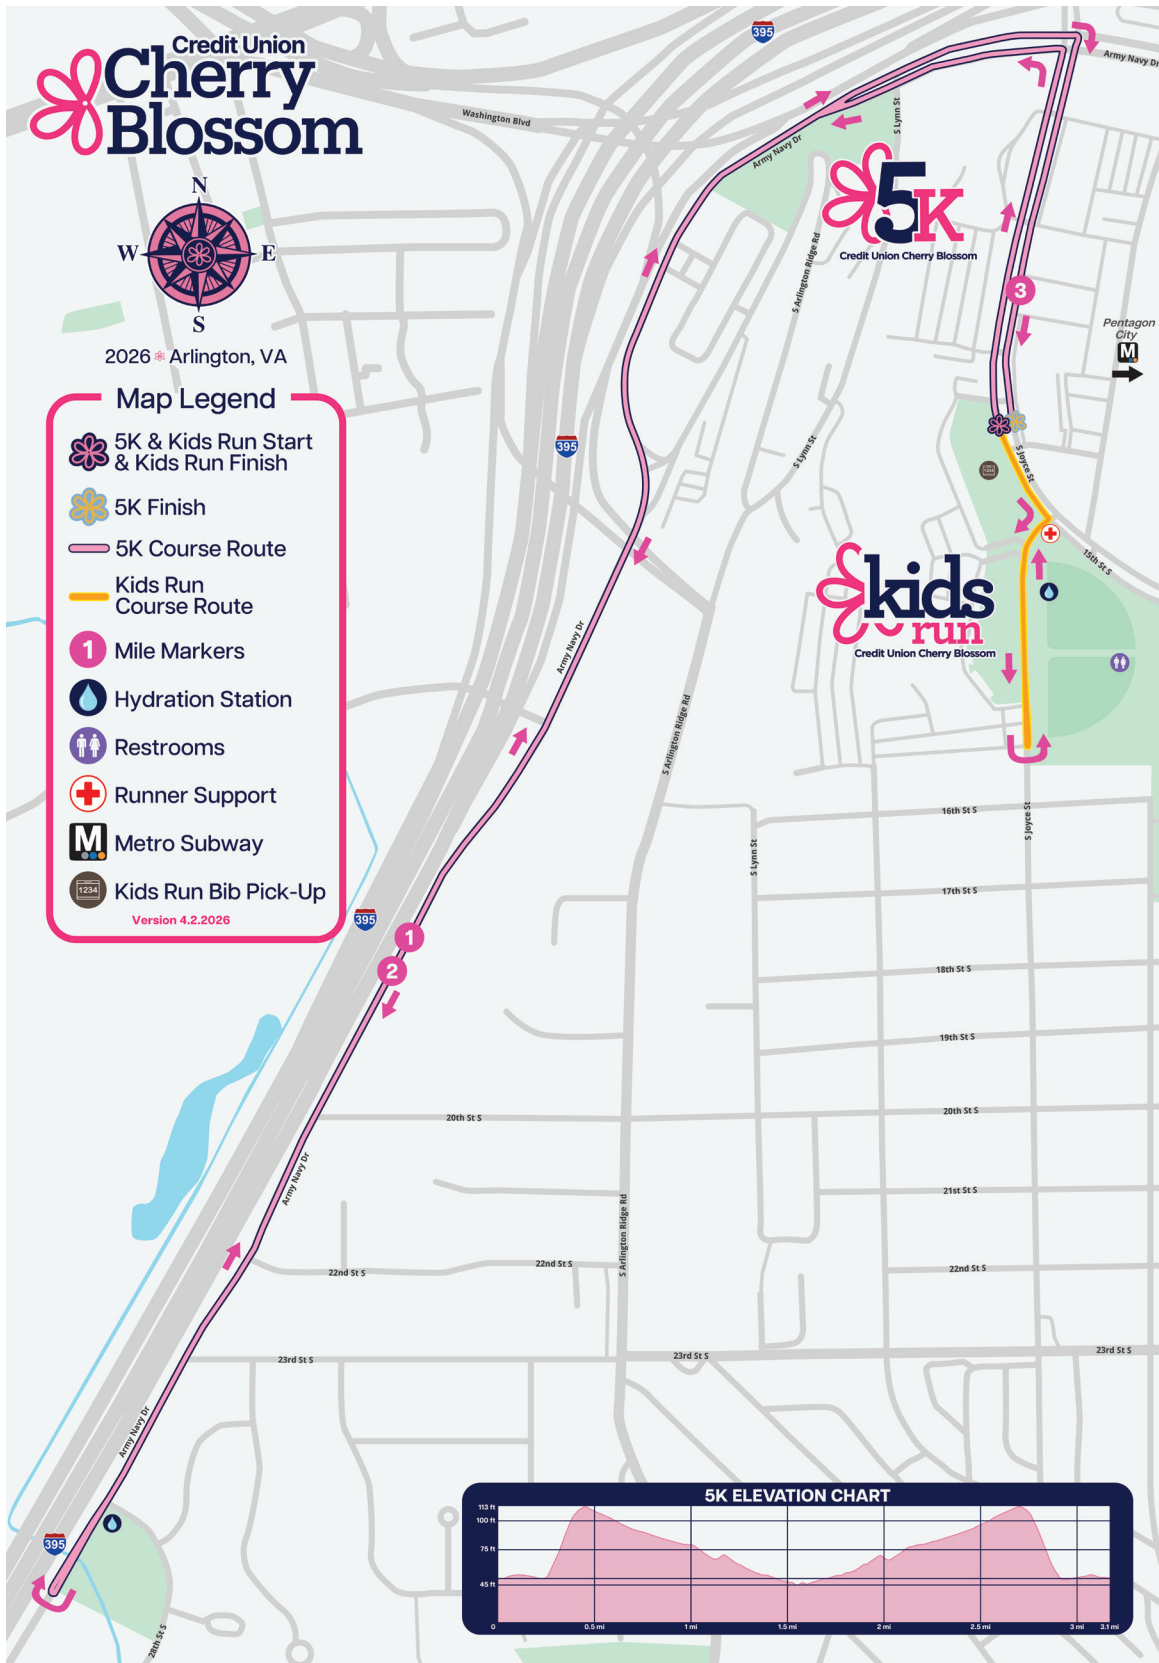 Credit Union
Cherry
Blossom
N
W
E
S
2026 Arlington, VA
Map Legend
5K & Kids Run Start
& Kids Run Finish
5K Finish
5K Course Route
Kids Run
Course Route
1
Mile Markers
Hydration Station
Restrooms
Runner Support
M
Metro Subway
1234
Kids Run Bib Pick-Up
Version 4.2.2026
395
Washington Blvd
Army Navy Dr
Army Navy Dr
S Lynn St
5K
Credit Union Cherry Blossom
S Arlington Ridge Rd
3
Pentagon
City
M
395
S Lynn St
S Joyce St
1234
15th St S
kids
run
Credit Union Cherry Blossom
Army Navy Dr
S Arlington Ridge Rd
16th St S
S Joyce St
S Lynn St
17th St S
395
1
2
18th St S
19th St S
20th St S
20th St S
Army Navy Dr
21st St S
S Arlington Ridge Rd
22nd St S
22nd St S
22nd St S
23rd St S
23rd St S
23rd St S
Army Navy Dr
395
28th St S
5K ELEVATION CHART
113 ft
100 ft
75 ft
45 ft
0
0.5 mi
1 mi
1.5 mi
2 mi
2.5 mi
3 mi
3.1 mi